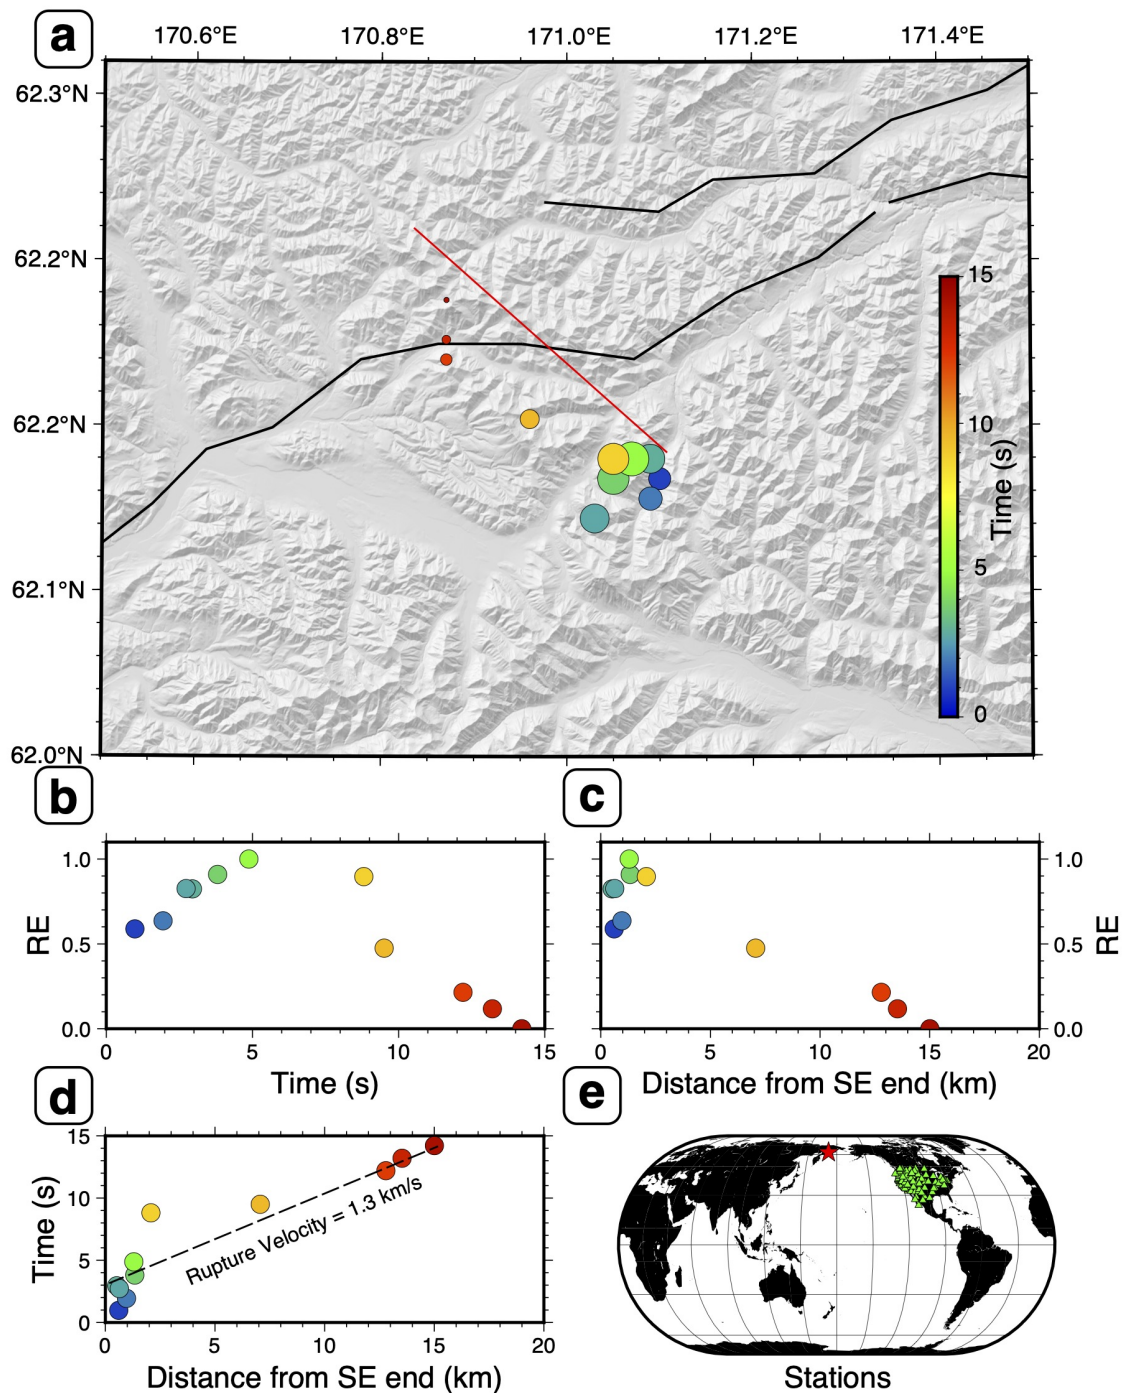 a
170.6°E 170.8°E 171.0°E 171.2°E 171.4°E
62.3°N
62.2°N
62.2°N
62.1°N
62.0°N
15
10
5
0
Time (s)
b
1.0
0.5
0.0
RE
0 5 10 15
Time (s)
c
1.0
0.5
0.0
RE
0 5 10 15 20
Distance from SE end (km)
d
15
10
5
0
Time (s)
Rupture Velocity = 1.3 km/s
0 5 10 15 20
Distance from SE end (km)
e
Stations